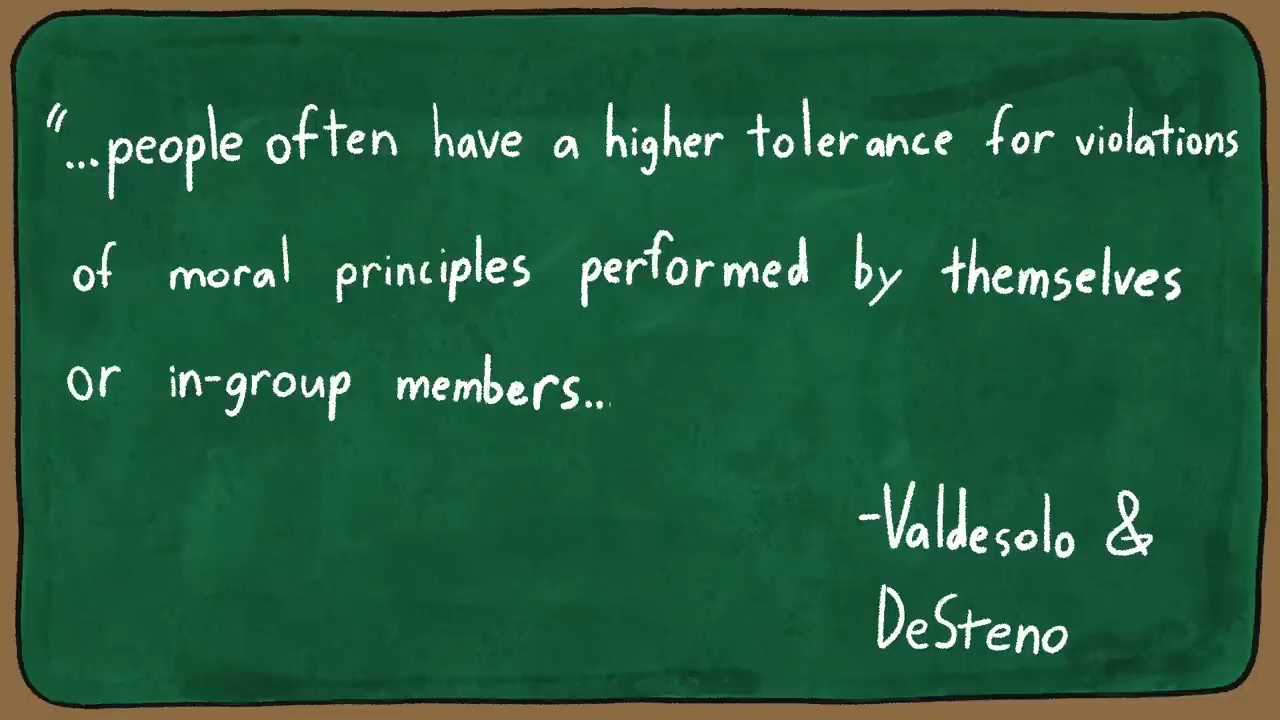 "...people often have a higher tolerance for violations
of moral principles performed by themselves
or in-group members...
-Valdesolo &
DeSteno